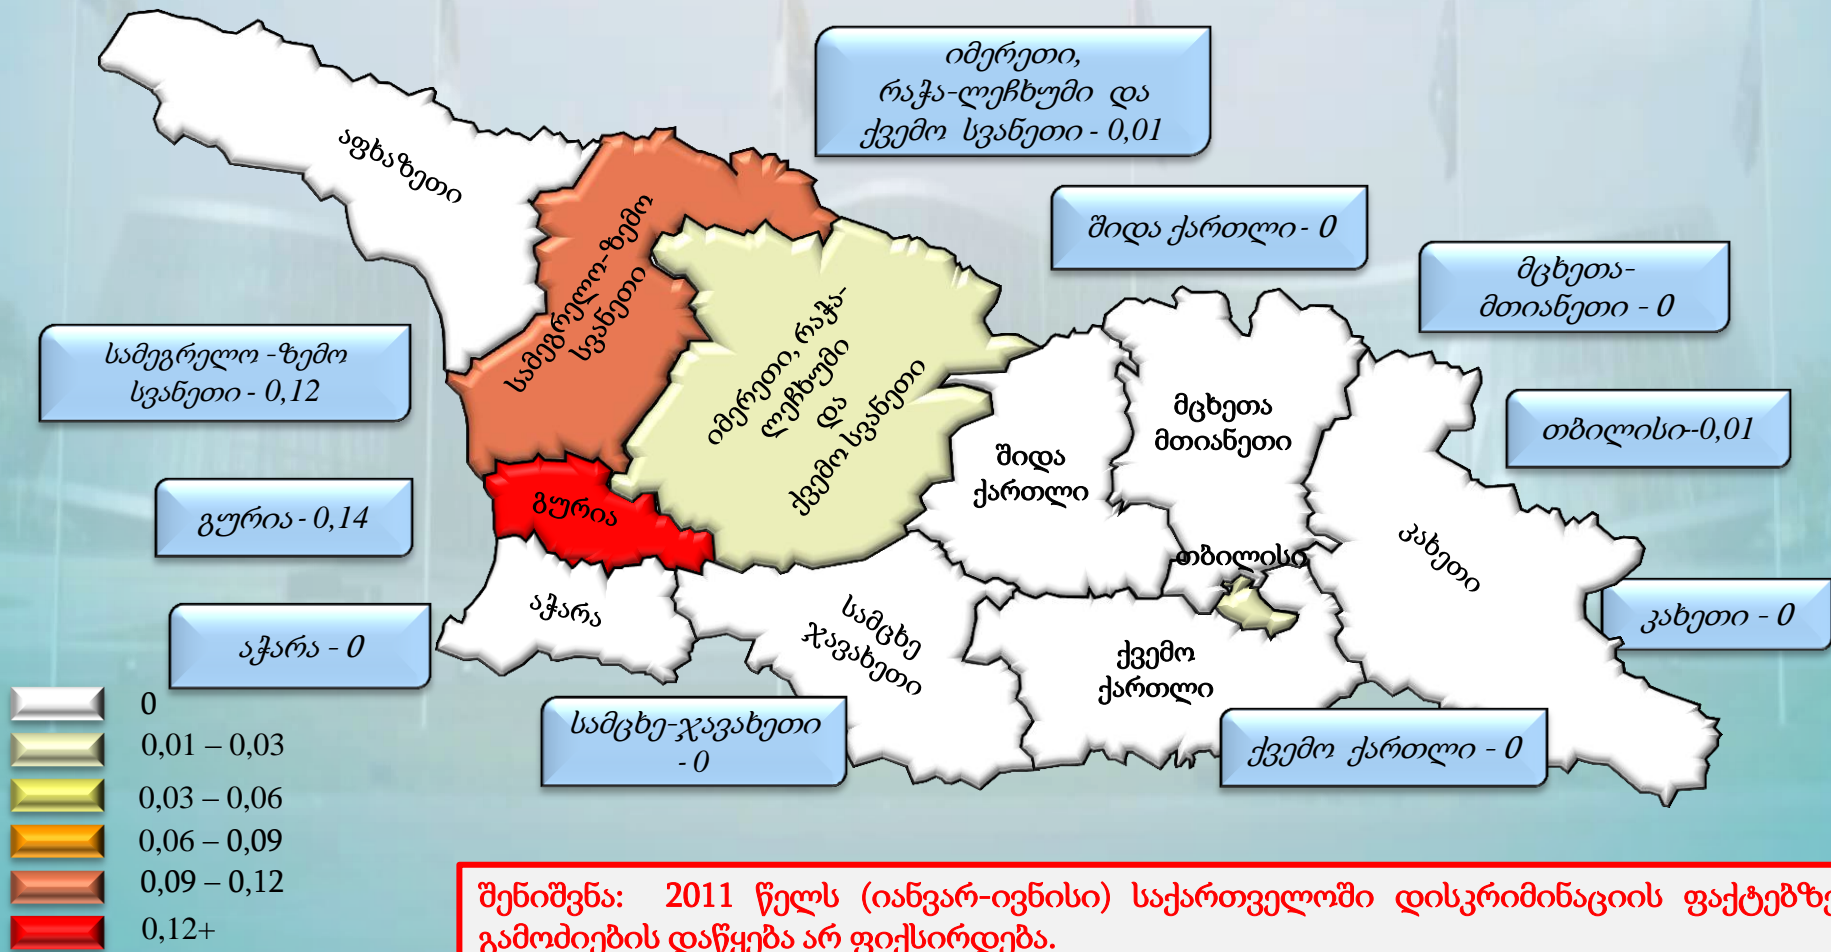 იმერეთი,
რაჭა-ლეჩხუმი და
ქვემო სვანეთი - 0,01
შიდა ქართლი - 0
მცხეთა-
მთიანეთი - 0
სამეგრელო -ზემო
სვანეთი - 0,12
თბილისი--0,01
გურია - 0,14
კახეთი - 0
აჭარა - 0
სამცხე-ჯავახეთი
- 0
ქვემო ქართლი - 0
აფხაზეთი
სამეგრელო-ზემო
სვანეთი
იმერეთი, რაჭა-
ლეჩხუმი
და
ქვემო სვანეთი
შიდა
ქართლი
მცხეთა
მთიანეთი
თბილისი
კახეთი
გურია
აჭარა
სამცხე
ჯავახეთი
ქვემო
ქართლი
0
0,01 – 0,03
0,03 – 0,06
0,06 – 0,09
0,09 – 0,12
0,12+
შენიშვნა: 2011 წელს (იანვარ-ივნისი) საქართველოში დისკრიმინაციის ფაქტებზე
გამოძიების დაწყება არ ფიქსირდება.